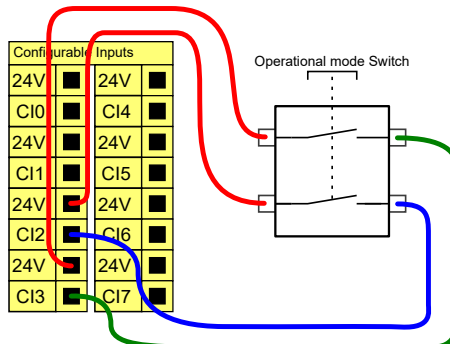 Configurable Inputs
Operational mode Switch
24V 24V
CI0 CI4
24V 24V
CI1 CI5
24V 24V
CI2 CI6
24V 24V
CI3 CI7